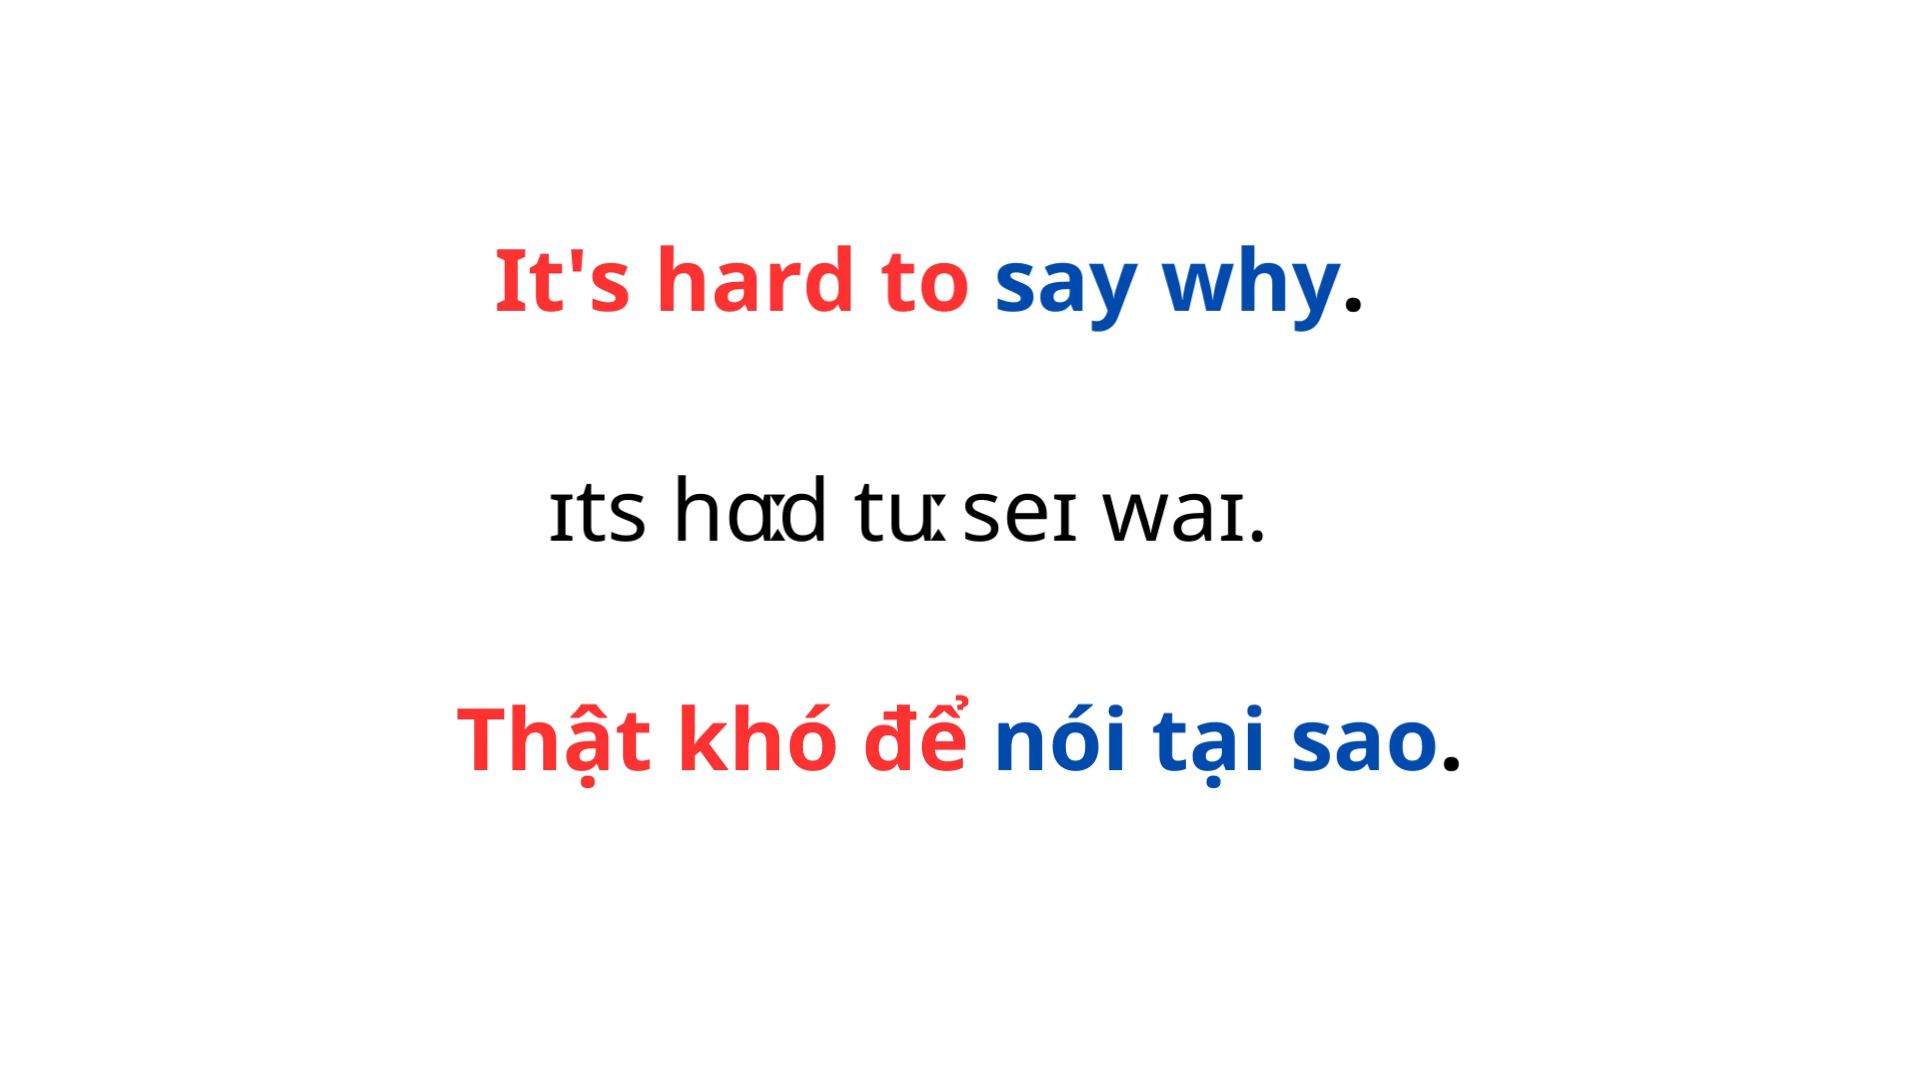 It's hard to say why.
ɪts hɑːd tuː seɪ waɪ.
Thật khó để nói tại sao.